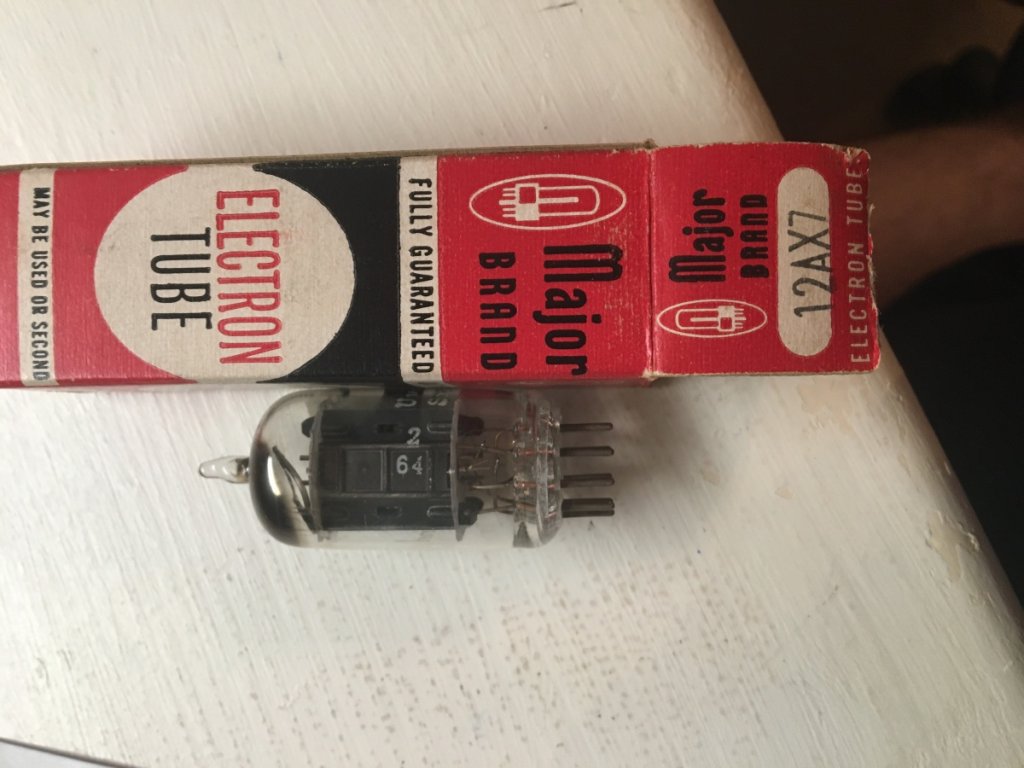 MAY BE USED OR SECOND
ELECTRON
TUBE
FULLY GUARANTEED
Major
BRAND
Major
BRAND
12AX7
ELECTRON TUBE
2
64